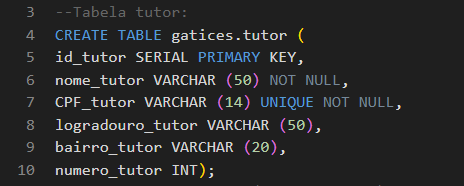 3 --Tabela tutor:
4 CREATE TABLE gatices.tutor (
5 id_tutor SERIAL PRIMARY KEY,
6 nome_tutor VARCHAR (50) NOT NULL,
7 CPF_tutor VARCHAR (14) UNIQUE NOT NULL,
8 logradouro_tutor VARCHAR (50),
9 bairro_tutor VARCHAR (20),
10 numero_tutor INT);